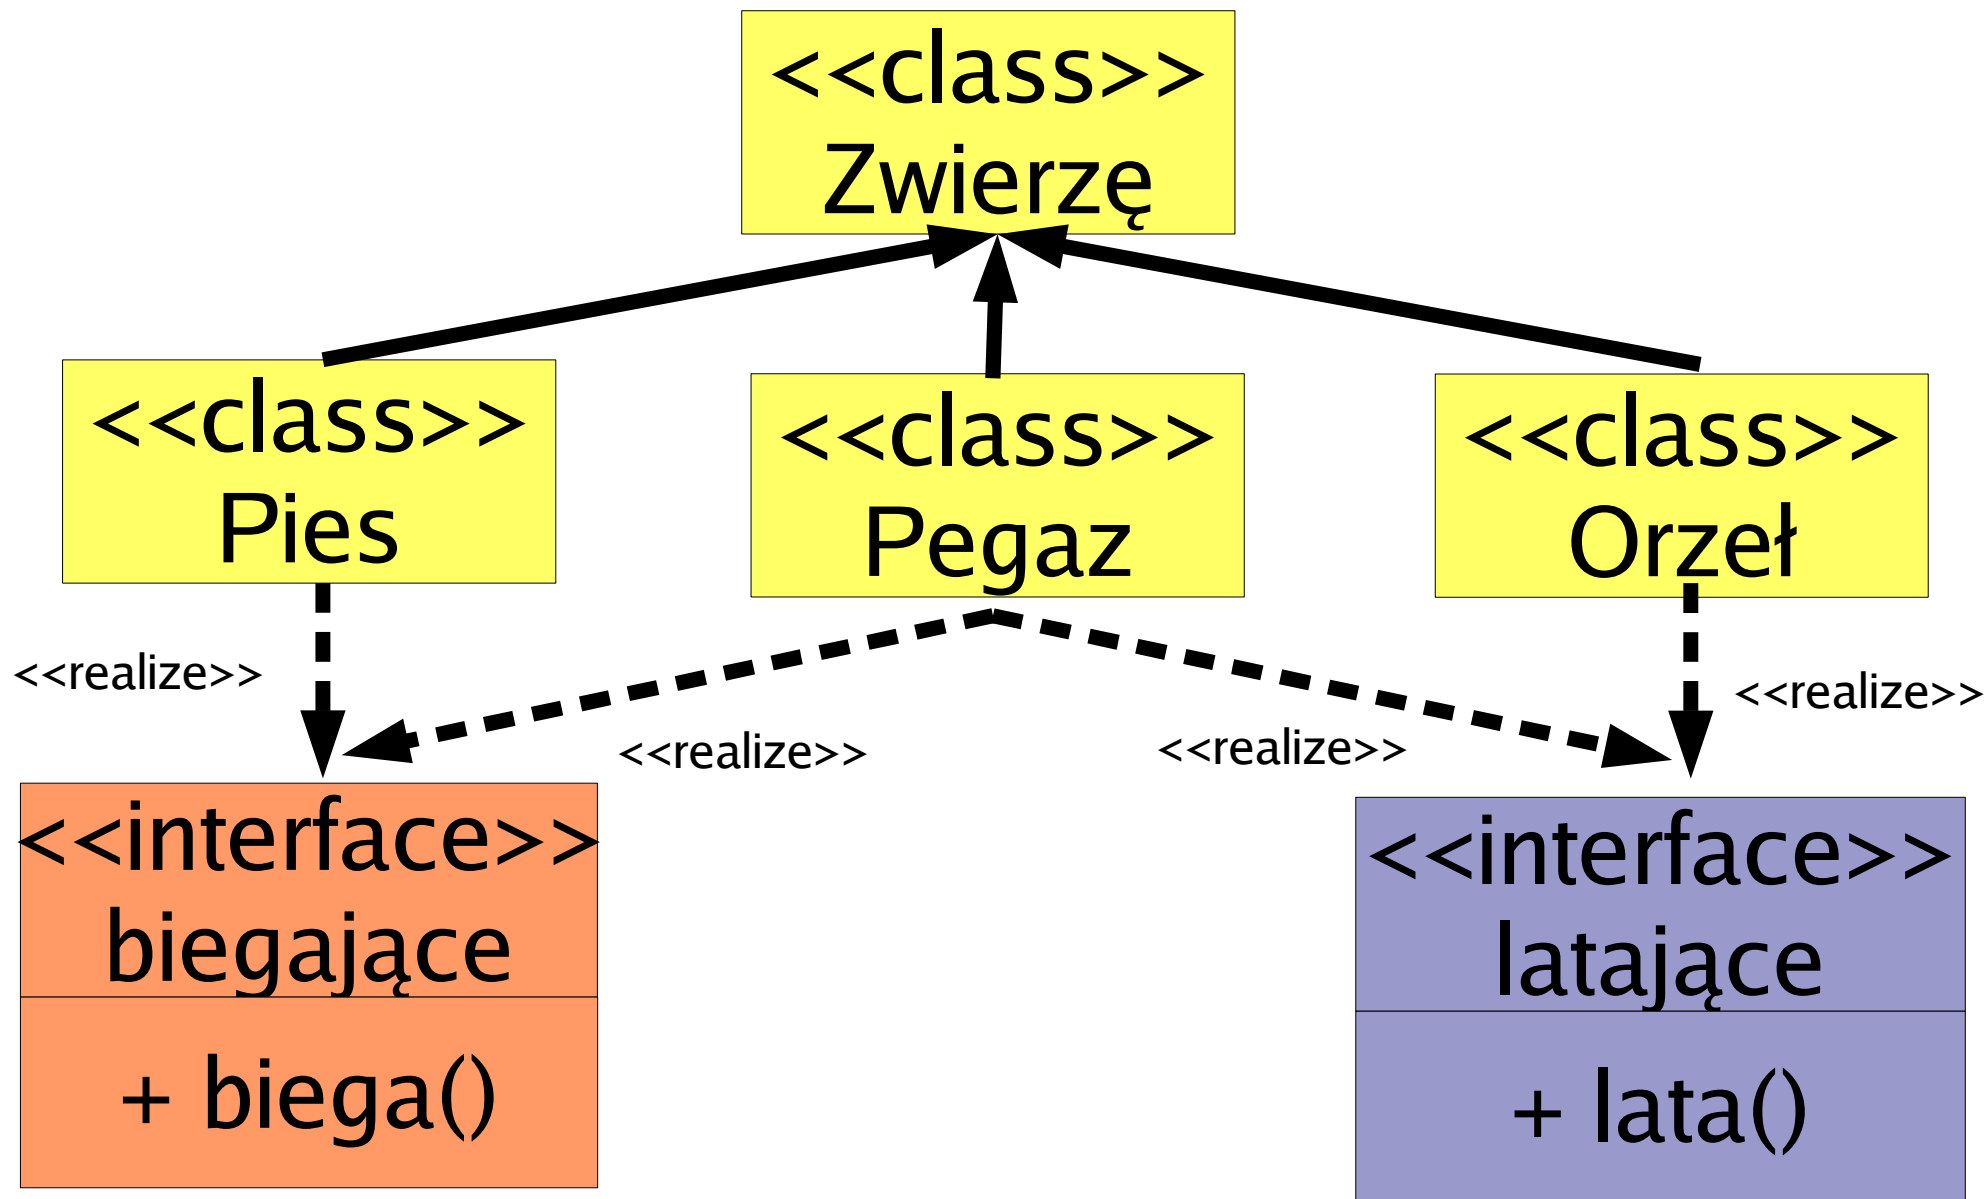 <<class>>
Zwierzę
<<class>>
Pies
<<class>>
Pegaz
<<class>>
Orzeł
<<realize>>
<<realize>>
<<realize>>
<<realize>>
<<interface>>
biegające
+ biega()
<<interface>>
latające
+ lata()